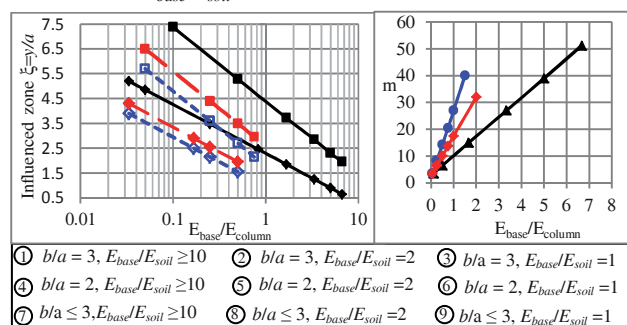 b/a E_soil
7.5
6.5
5.5
4.5
3.5
2.5
1.5
0.5
Influenced zone ξ=y/a
0.01 0.1 1 10
E_base/E_column
60
50
40
30
20
10
0
m
0 1 2 3 4 5 6 7 8
E_base/E_column
① b/a = 3, E_base/E_soil ≥10 ② b/a = 3, E_base/E_soil =2 ③ b/a = 3, E_base/E_soil =1
④ b/a = 2, E_base/E_soil ≥10 ⑤ b/a = 2, E_base/E_soil =2 ⑥ b/a = 2, E_base/E_soil =1
⑦ b/a ≤ 3,E_base/E_soil ≥10 ⑧ b/a ≤ 3, E_base/E_soil =2 ⑨ b/a ≤ 3, E_base/E_soil =1